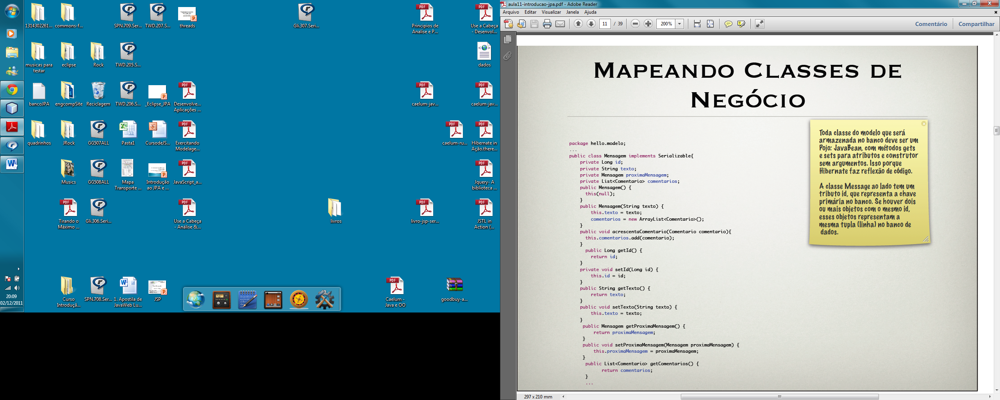 1314302261...
commons-f...
SPN.709.Ser...
TWD.207.S...
threads
Gli.307.Seri...
Principios de
Analise e P...
Use a Cabeça
- Desenvol...
musicas para
testar
eclipse
Rock
TWD.205.S...
dados
bancoJPA
engcompSite
Reciclagem
TWD.206.S...
_Eclipse_JPA
Desenvolve...
Aplicações ...
caelum-jav...
caelum-jav...
quadrinhos
JRock
GG507ALL
Pasta1
CursodeJS...
Exercitando
Modelage...
caelum-ru...
Hibernate in
Ação.there...
Musics
GG508ALL
Mapa
Transporte ...
Introdução
ao JPA e ...
JavaScript_a...
Jquery- A
biblioteca ...
Tirando o
Máximo ...
Gli.306.Seri...
Use a Cabeça
- Análise &...
livros
livro-jsp-ser...
JSTL in
Action (...
Curso
Introduçã...
SPN.708.Ser...
1. Apostila de
JavaWeb Lu...
JSP
Caelum -
Java e OO
goodbuy-a...
20:09
02/12/2011
aula11-introducao-jpa.pdf - Adobe Reader
Arquivo Editar Visualizar Janela Ajuda
11 / 39 200% Comentário Compartilhar
MAPEANDO CLASSES DE
NEGÓCIO
package hello.modelo;
...
public class Mensagem implements Serializable{
private Long id;
private String texto;
private Mensagem proximaMensagem;
private List<Comentario> comentarios;
public Mensagem() {
this(null);
}
public Mensagem(String texto) {
this.texto = texto;
comentarios = new ArrayList<Comentario>();
}
public void acrescentaComentario(Comentario comentario){
this.comentarios.add(comentario);
}
public Long getId() {
return id;
}
private void setId(Long id) {
this.id = id;
}
public String getTexto() {
return texto;
}
public void setTexto(String texto) {
this.texto = texto;
}
public Mensagem getProximaMensagem() {
return proximaMensagem;
}
public void setProximaMensagem(Mensagem proximaMensagem) {
this.proximaMensagem = proximaMensagem;
}
public List<Comentario> getComentarios() {
return comentarios;
}
...
Toda classe do modelo que será
armazenada no banco deve ser um
Pojo: JavaBean, com métodos gets
e sets para atributos e construtor
sem argumentos. Isso porque
Hibernate faz reflexão de código.
A classe Message ao lado tem um
tributo id, que representa a chave
primária no banco. Se houver dois
ou mais objetos com o mesmo id,
esses objetos representam a
mesma tupla (linha) no banco de
dados.
297 x 210 mm